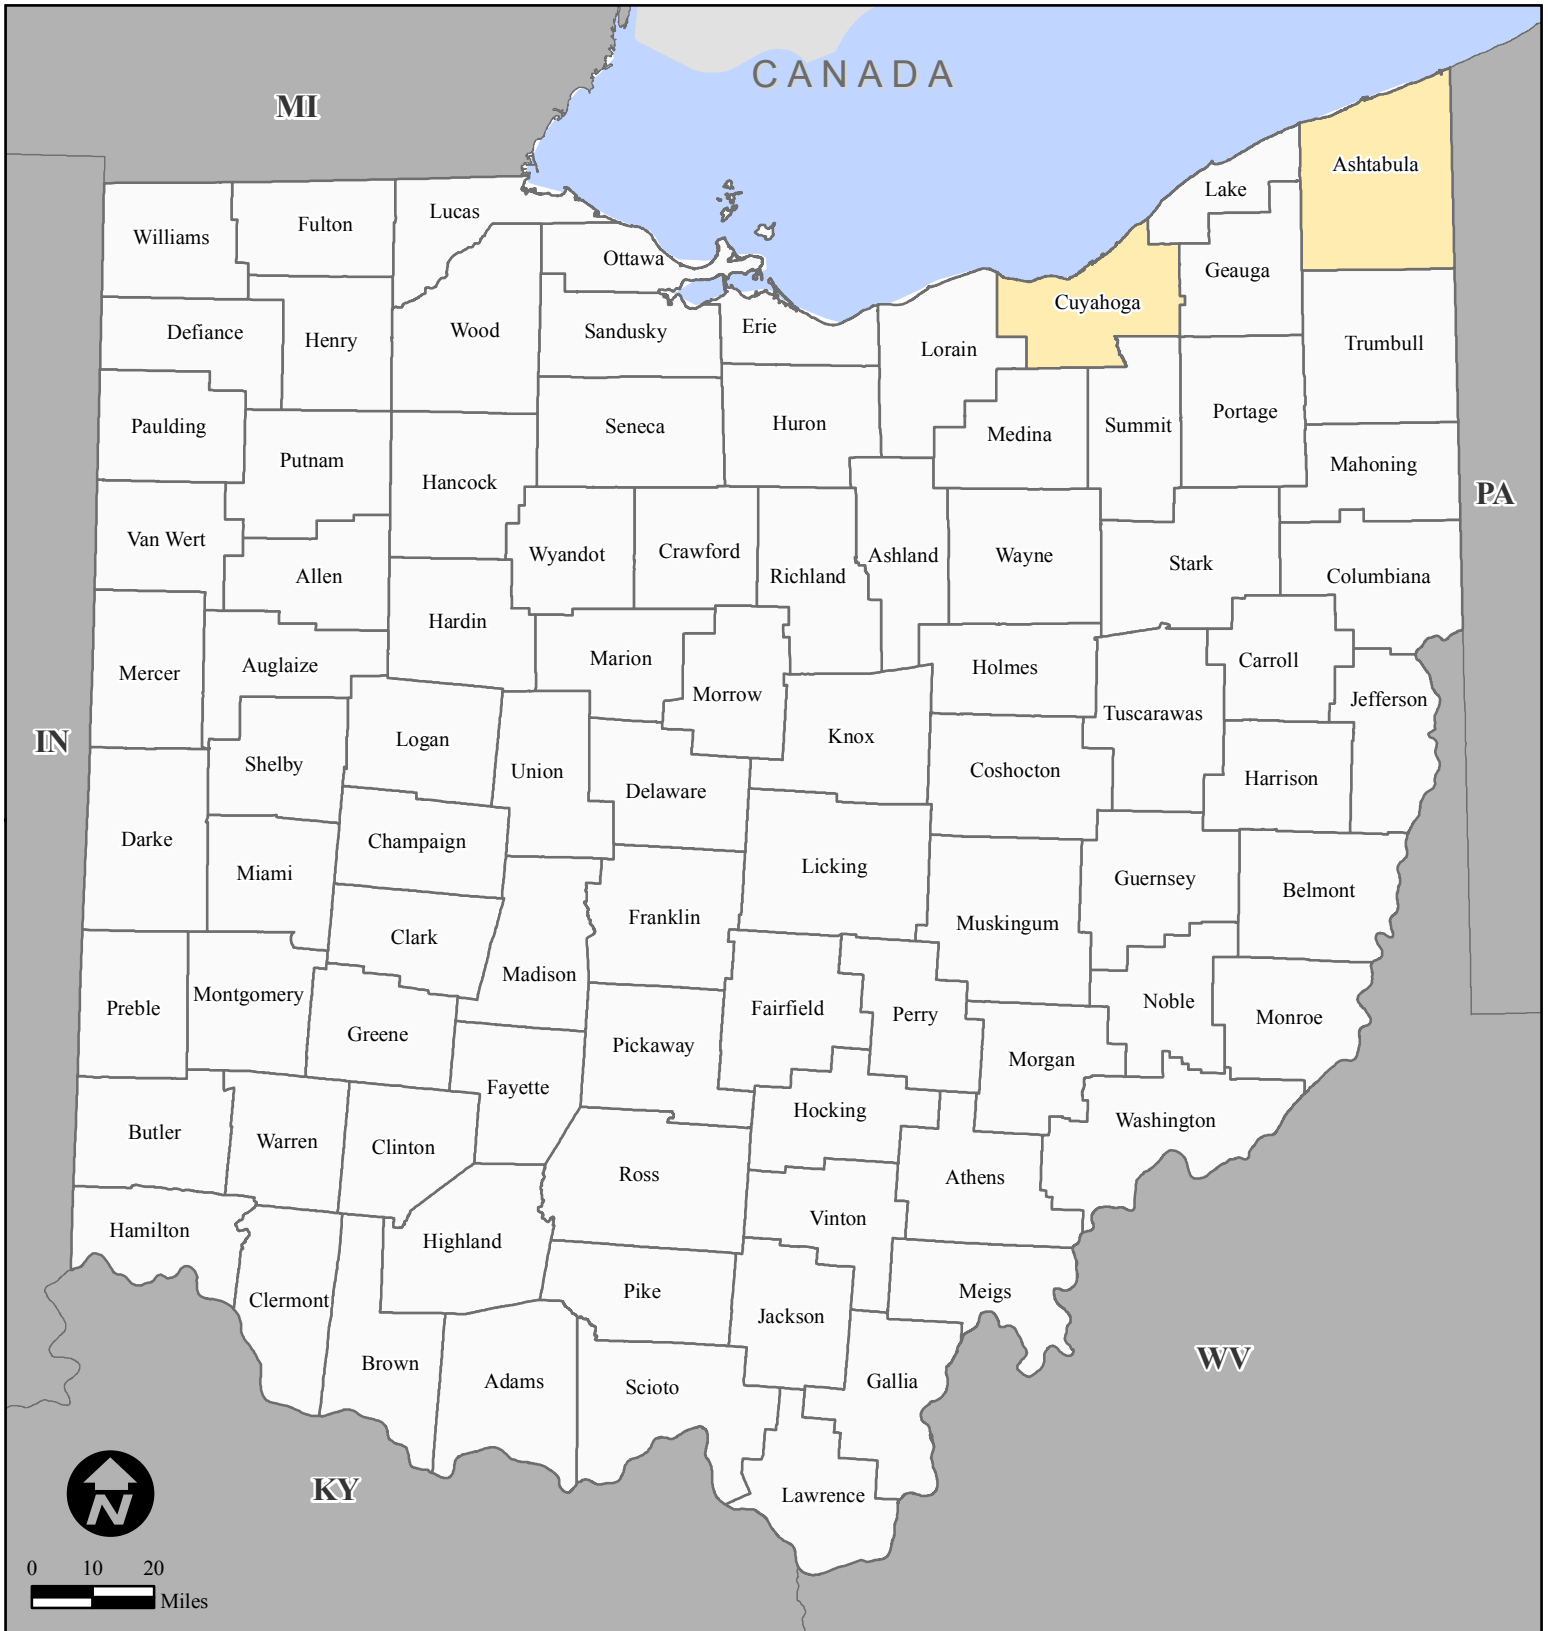 CANADA
MI
Ashtabula
Lake
Lucas
Fulton
Williams
Ottawa
Geauga
Cuyahoga
Erie
Sandusky
Wood
Defiance
Henry
Lorain
Trumbull
Portage
Paulding
Seneca
Huron
Summit
Medina
Putnam
Mahoning
Hancock
PA
Van Wert
Wyandot
Crawford
Ashland
Wayne
Stark
Allen
Richland
Columbiana
Hardin
Marion
Carroll
Mercer
Auglaize
Holmes
Morrow
Jefferson
Tuscarawas
IN
Logan
Knox
Shelby
Union
Coshocton
Harrison
Delaware
Darke
Champaign
Miami
Licking
Guernsey
Belmont
Franklin
Muskingum
Clark
Madison
Montgomery
Preble
Fairfield
Perry
Noble
Monroe
Greene
Pickaway
Morgan
Fayette
Hocking
Washington
Butler
Warren
Clinton
Ross
Athens
Vinton
Hamilton
Highland
Pike
Meigs
Clermont
Jackson
WV
Brown
Adams
Scioto
Gallia
KY
Lawrence
N
0 10 20
Miles